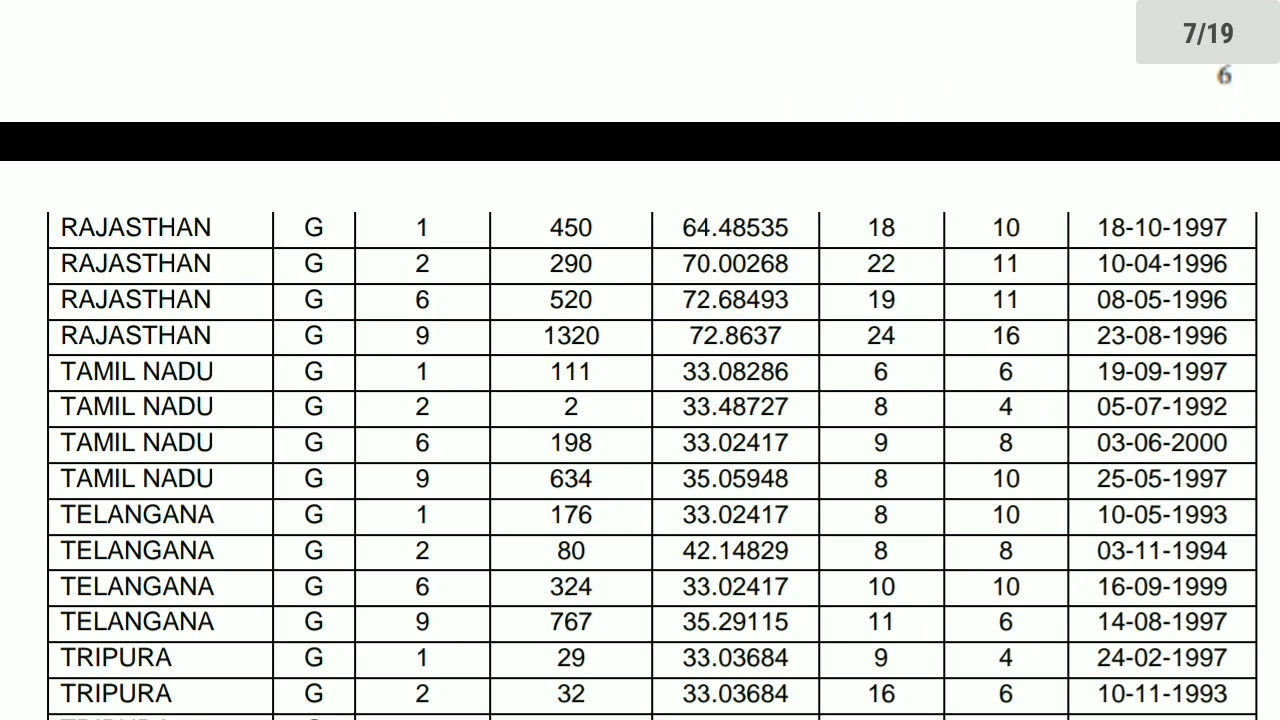 7/19
6
RAJASTHAN G 1 450 64.48535 18 10 18-10-1997
RAJASTHAN G 2 290 70.00268 22 11 10-04-1996
RAJASTHAN G 6 520 72.68493 19 11 08-05-1996
RAJASTHAN G 9 1320 72.8637 24 16 23-08-1996
TAMIL NADU G 1 111 33.08286 6 6 19-09-1997
TAMIL NADU G 2 2 33.48727 8 4 05-07-1992
TAMIL NADU G 6 198 33.02417 9 8 03-06-2000
TAMIL NADU G 9 634 35.05948 8 10 25-05-1997
TELANGANA G 1 176 33.02417 8 10 10-05-1993
TELANGANA G 2 80 42.14829 8 8 03-11-1994
TELANGANA G 6 324 33.02417 10 10 16-09-1999
TELANGANA G 9 767 35.29115 11 6 14-08-1997
TRIPURA G 1 29 33.03684 9 4 24-02-1997
TRIPURA G 2 32 33.03684 16 6 10-11-1993